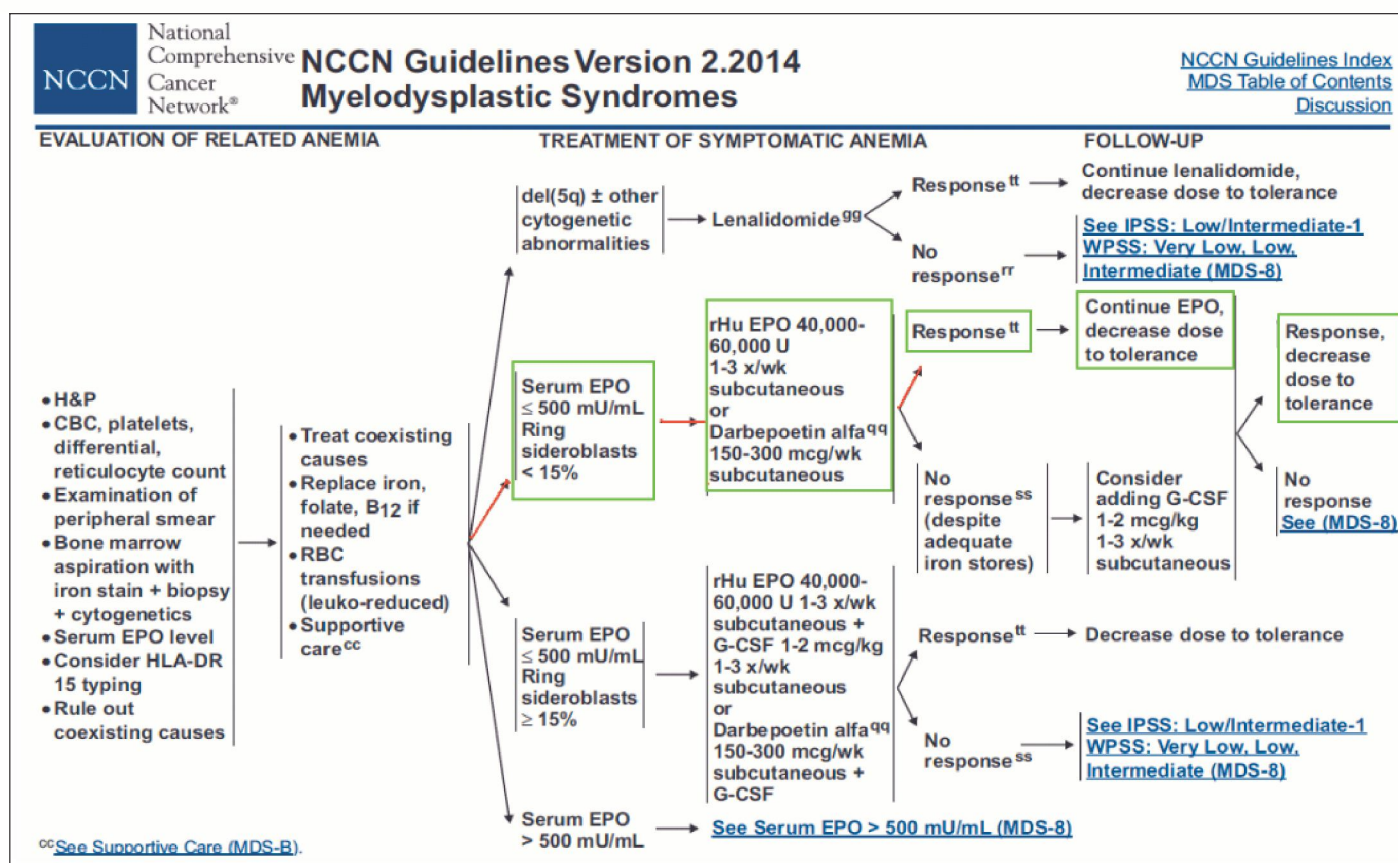 NCCN
National
Comprehensive
Cancer
Network®
NCCN Guidelines Version 2.2014
Myelodysplastic Syndromes
NCCN Guidelines Index
MDS Table of Contents
Discussion
EVALUATION OF RELATED ANEMIA
TREATMENT OF SYMPTOMATIC ANEMIA
FOLLOW-UP
•H&P
•CBC, platelets,
differential,
reticulocyte count
•Examination of
peripheral smear
•Bone marrow
aspiration with
iron stain + biopsy
+ cytogenetics
•Serum EPO level
•Consider HLA-DR
15 typing
•Rule out
coexisting causes
•Treat coexisting
causes
•Replace iron,
folate, B12 if
needed
•RBC
transfusions
(leuko-reduced)
•Supportive
care cc
del(5q) ± other
cytogenetic
abnormalities
Lenalidomide gg
Response tt
Continue lenalidomide,
decrease dose to tolerance
No
response rr
See IPSS: Low/Intermediate-1
WPSS: Very Low, Low,
Intermediate (MDS-8)
Serum EPO
≤ 500 mU/mL
Ring
sideroblasts
< 15%
rHu EPO 40,000-
60,000 U
1-3 x/wk
subcutaneous
or
Darbepoetin alfa qq
150-300 mcg/wk
subcutaneous
Response tt
Continue EPO,
decrease dose
to tolerance
Response,
decrease
dose to
tolerance
No
response ss
(despite
adequate
iron stores)
Consider
adding G-CSF
1-2 mcg/kg
1-3 x/wk
subcutaneous
No
response
See (MDS-8)
Serum EPO
≤ 500 mU/mL
Ring
sideroblasts
≥ 15%
rHu EPO 40,000-
60,000 U 1-3 x/wk
subcutaneous +
G-CSF 1-2 mcg/kg
1-3 x/wk
subcutaneous
or
Darbepoetin alfa qq
150-300 mcg/wk
subcutaneous +
G-CSF
Response tt
Decrease dose to tolerance
No
response ss
See IPSS: Low/Intermediate-1
WPSS: Very Low, Low,
Intermediate (MDS-8)
Serum EPO
> 500 mU/mL
See Serum EPO > 500 mU/mL (MDS-8)
cc See Supportive Care (MDS-B).